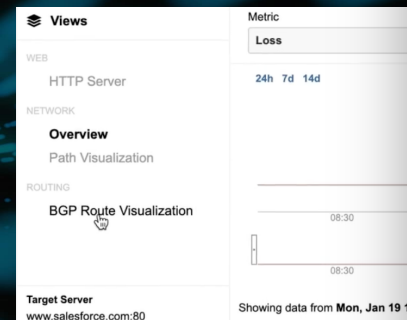 Views
WEB
HTTP Server
NETWORK
Overview
Path Visualization
ROUTING
BGP Route Visualization
Target Server
www.salesforce.com:80
Metric
Loss
24h 7d 14d
08:30
08:30
Showing data from Mon, Jan 19